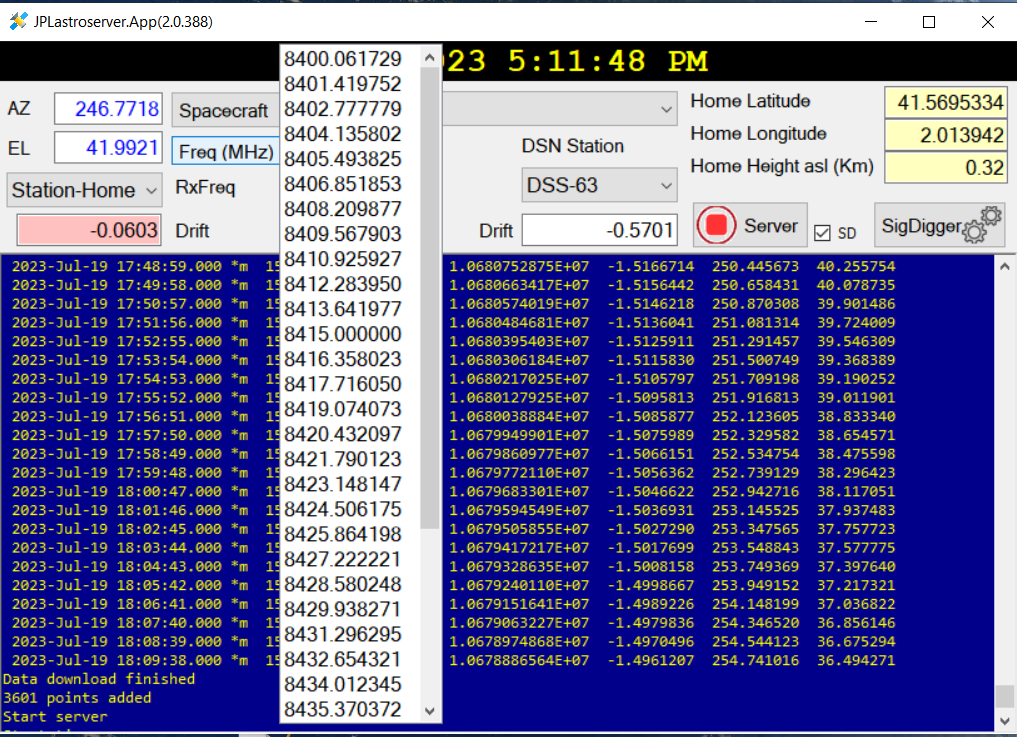 JPLastroserver.App(2.0.388)
23 5:11:48 PM
AZ 246.7718 Spacecraft
EL 41.9921 Freq (MHz)
Station-Home RxFreq
-0.0603 Drift
DSN Station
DSS-63
Drift -0.5701
Home Latitude 41.5695334
Home Longitude 2.013942
Home Height asl (Km) 0.32
Server SD SigDigger
8400.061729
8401.419752
8402.777779
8404.135802
8405.493825
8406.851853
8408.209877
8409.567903
8410.925927
8412.283950
8413.641977
8415.000000
8416.358023
8417.716050
8419.074073
8420.432097
8421.790123
8423.148147
8424.506175
8425.864198
8427.222221
8428.580248
8429.938271
8431.296295
8432.654321
8434.012345
8435.370372
2023-Jul-19 17:48:59.000 *m 15 1.0680752875E+07 -1.5166714 250.445673 40.255754
2023-Jul-19 17:49:58.000 *m 15 1.0680663417E+07 -1.5156442 250.658431 40.078735
2023-Jul-19 17:50:57.000 *m 15 1.0680574019E+07 -1.5146218 250.870308 39.901486
2023-Jul-19 17:51:56.000 *m 15 1.0680484681E+07 -1.5136041 251.081314 39.724009
2023-Jul-19 17:52:55.000 *m 15 1.0680395403E+07 -1.5125911 251.291457 39.546309
2023-Jul-19 17:53:54.000 *m 15 1.0680306184E+07 -1.5115830 251.500749 39.368389
2023-Jul-19 17:54:53.000 *m 15 1.0680217025E+07 -1.5105797 251.709198 39.190252
2023-Jul-19 17:55:52.000 *m 15 1.0680127925E+07 -1.5095813 251.916813 39.011901
2023-Jul-19 17:56:51.000 *m 15 1.0680038884E+07 -1.5085877 252.123605 38.833340
2023-Jul-19 17:57:50.000 *m 15 1.0679949901E+07 -1.5075989 252.329582 38.654571
2023-Jul-19 17:58:49.000 *m 15 1.0679860977E+07 -1.5066151 252.534754 38.475598
2023-Jul-19 17:59:48.000 *m 15 1.0679772110E+07 -1.5056362 252.739129 38.296423
2023-Jul-19 18:00:47.000 *m 15 1.0679683301E+07 -1.5046622 252.942716 38.117051
2023-Jul-19 18:01:46.000 *m 15 1.0679594549E+07 -1.5036931 253.145525 37.937483
2023-Jul-19 18:02:45.000 *m 15 1.0679505855E+07 -1.5027290 253.347565 37.757723
2023-Jul-19 18:03:44.000 *m 15 1.0679417217E+07 -1.5017699 253.548843 37.577775
2023-Jul-19 18:04:43.000 *m 15 1.0679328635E+07 -1.5008158 253.749369 37.397640
2023-Jul-19 18:05:42.000 *m 15 1.0679240110E+07 -1.4998667 253.949152 37.217321
2023-Jul-19 18:06:41.000 *m 15 1.0679151641E+07 -1.4989226 254.148199 37.036822
2023-Jul-19 18:07:40.000 *m 15 1.0679063227E+07 -1.4979836 254.346520 36.856146
2023-Jul-19 18:08:39.000 *m 15 1.0678974868E+07 -1.4970496 254.544123 36.675294
2023-Jul-19 18:09:38.000 *m 15 1.0678886564E+07 -1.4961207 254.741016 36.494271
Data download finished
3601 points added
Start server